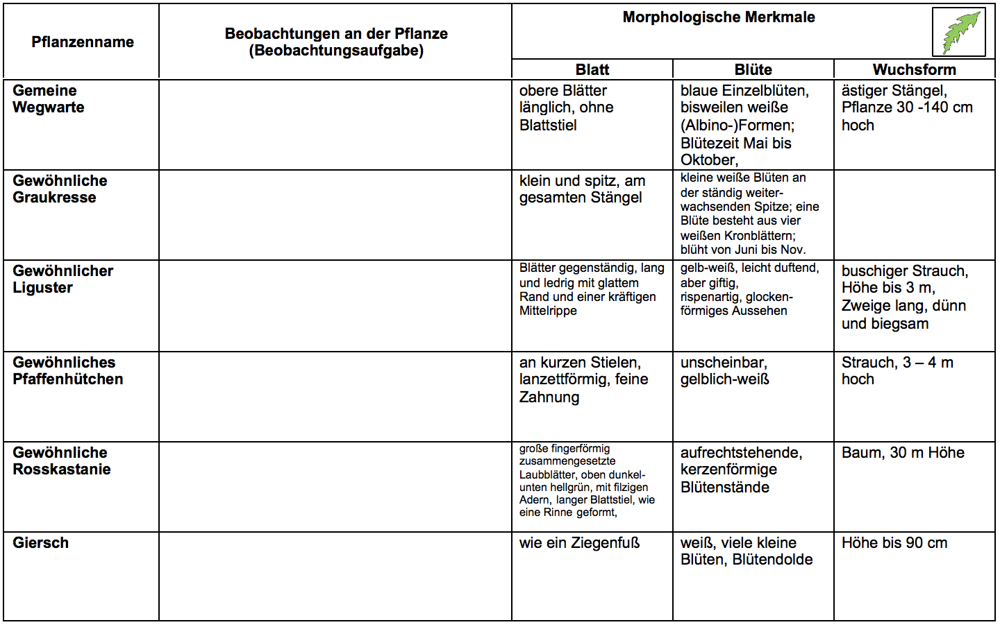 Pflanzenname
Beobachtungen an der Pflanze
(Beobachtungsaufgabe)
Morphologische Merkmale
Blatt
Blüte
Wuchsform
Gemeine
Wegwarte
obere Blätter
länglich, ohne
Blattstiel
blaue Einzelblüten,
bisweilen weiße
(Albino-)Formen;
Blütezeit Mai bis
Oktober,
ästiger Stängel,
Pflanze 30 -140 cm
hoch
Gewöhnliche
Graukresse
klein und spitz, am
gesamten Stängel
kleine weiße Blüten an
der ständig weiter-
wachsenden Spitze; eine
Blüte besteht aus vier
weißen Kronblättern;
blüht von Juni bis Nov.
Gewöhnlicher
Liguster
Blätter gegenständig, lang
und ledrig mit glattem
Rand und einer kräftigen
Mittelrippe
gelb-weiß, leicht duftend,
aber giftig,
rispenartig, glocken-
förmiges Aussehen
buschiger Strauch,
Höhe bis 3 m,
Zweige lang, dünn
und biegsam
Gewöhnliches
Pfaffenhütchen
an kurzen Stielen,
lanzettförmig, feine
Zahnung
unscheinbar,
gelblich-weiß
Strauch, 3 – 4 m
hoch
Gewöhnliche
Rosskastanie
große fingerförmig
zusammengesetzte
Laubblätter, oben dunkel-
unten hellgrün, mit filzigen
Adern, langer Blattstiel, wie
eine Rinne geformt,
aufrechtstehende,
kerzenförmige
Blütenstände
Baum, 30 m Höhe
Giersch
wie ein Ziegenfuß
weiß, viele kleine
Blüten, Blütendolde
Höhe bis 90 cm